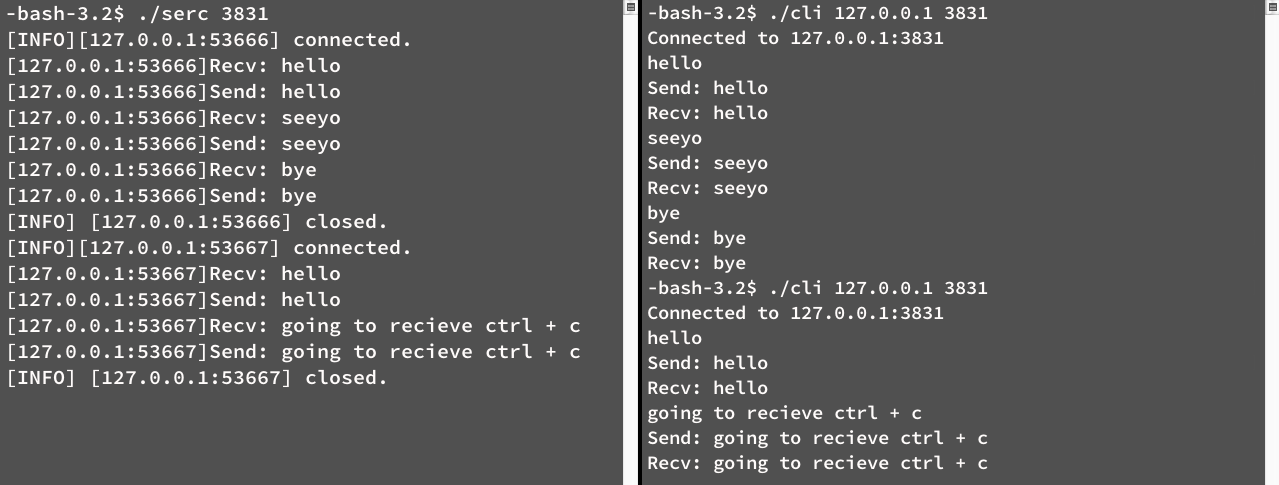 -bash-3.2$ ./serc 3831
[INFO][127.0.0.1:53666] connected.
[127.0.0.1:53666]Recv: hello
[127.0.0.1:53666]Send: hello
[127.0.0.1:53666]Recv: seeyo
[127.0.0.1:53666]Send: seeyo
[127.0.0.1:53666]Recv: bye
[127.0.0.1:53666]Send: bye
[INFO] [127.0.0.1:53666] closed.
[INFO][127.0.0.1:53667] connected.
[127.0.0.1:53667]Recv: hello
[127.0.0.1:53667]Send: hello
[127.0.0.1:53667]Recv: going to recieve ctrl + c
[127.0.0.1:53667]Send: going to recieve ctrl + c
[INFO] [127.0.0.1:53667] closed.
-bash-3.2$ ./cli 127.0.0.1 3831
Connected to 127.0.0.1:3831
hello
Send: hello
Recv: hello
seeyo
Send: seeyo
Recv: seeyo
bye
Send: bye
Recv: bye
-bash-3.2$ ./cli 127.0.0.1 3831
Connected to 127.0.0.1:3831
hello
Send: hello
Recv: hello
going to recieve ctrl + c
Send: going to recieve ctrl + c
Recv: going to recieve ctrl + c